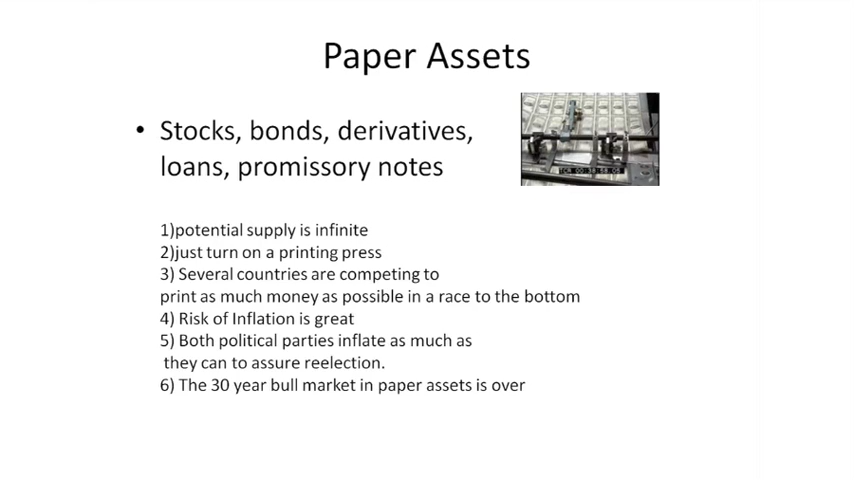 Paper Assets
• Stocks, bonds, derivatives,
loans, promissory notes
1)potential supply is infinite
2)just turn on a printing press
3) Several countries are competing to
print as much money as possible in a race to the bottom
4) Risk of Inflation is great
5) Both political parties inflate as much as
they can to assure reelection.
6) The 30 year bull market in paper assets is over